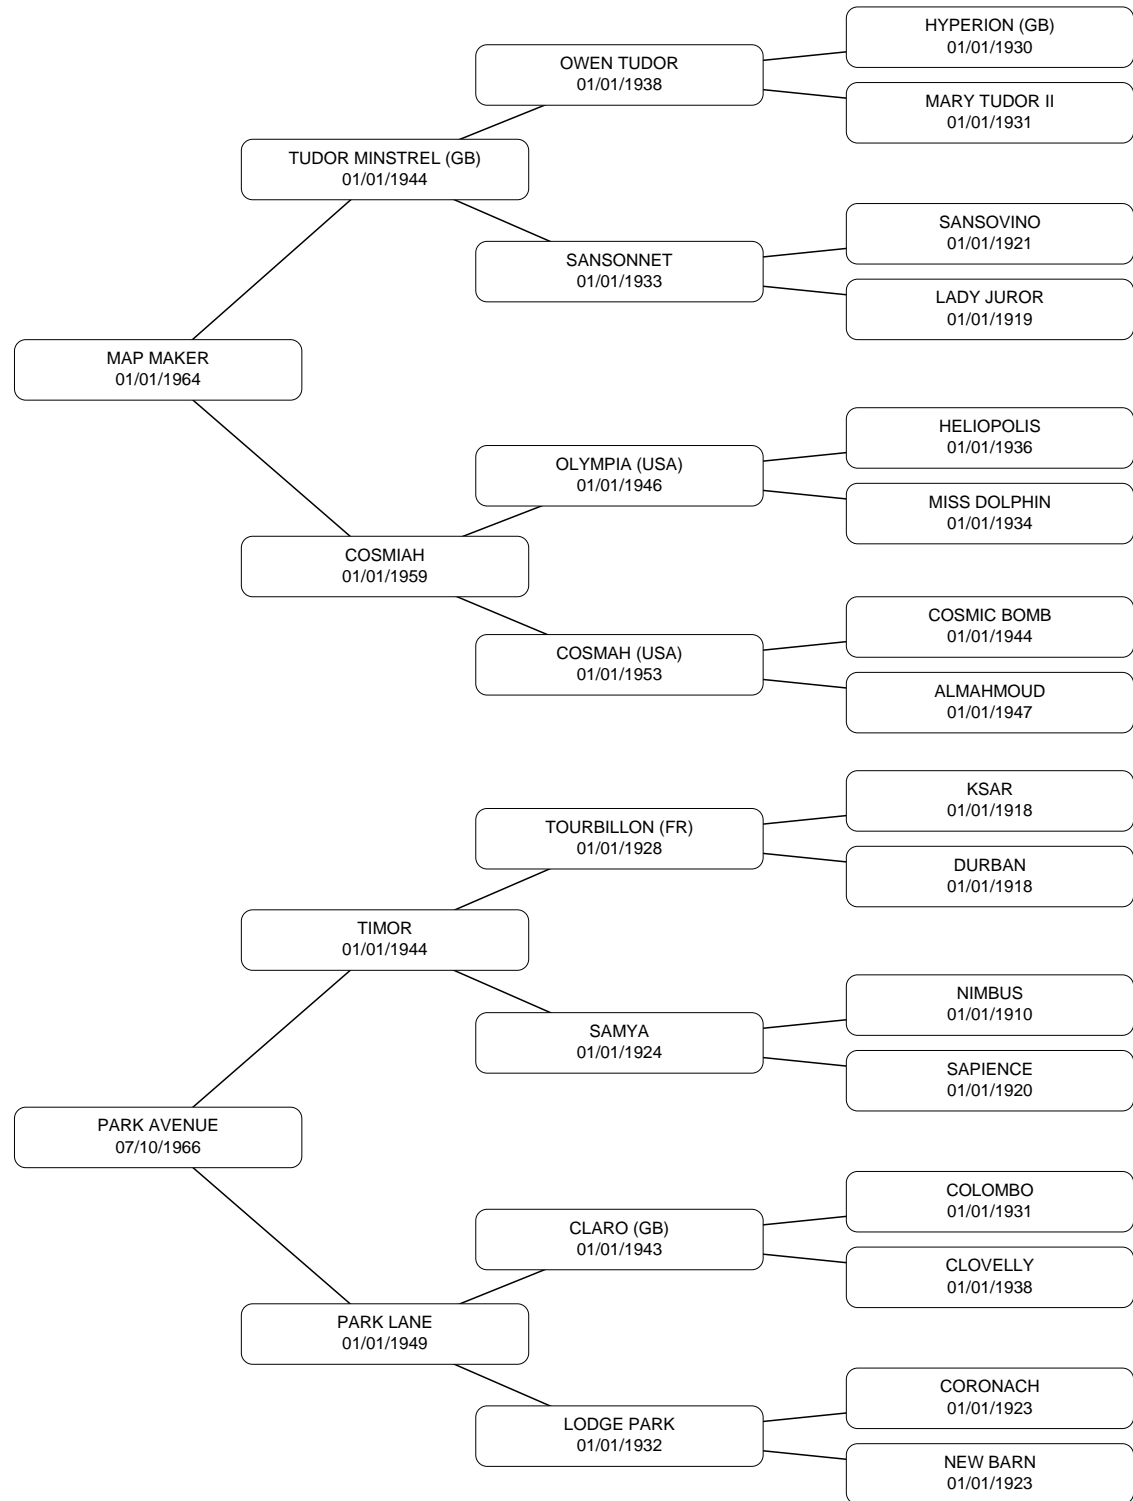 HYPERION (GB)
01/01/1930
OWEN TUDOR
01/01/1938
MARY TUDOR II
01/01/1931
TUDOR MINSTREL (GB)
01/01/1944
SANSOVINO
01/01/1921
SANSONNET
01/01/1933
LADY JUROR
01/01/1919
MAP MAKER
01/01/1964
HELIOPOLIS
01/01/1936
OLYMPIA (USA)
01/01/1946
MISS DOLPHIN
01/01/1934
COSMIAH
01/01/1959
COSMIC BOMB
01/01/1944
COSMAH (USA)
01/01/1953
ALMAHMOUD
01/01/1947
KSAR
01/01/1918
TOURBILLON (FR)
01/01/1928
DURBAN
01/01/1918
TIMOR
01/01/1944
NIMBUS
01/01/1910
SAMYA
01/01/1924
SAPIENCE
01/01/1920
PARK AVENUE
07/10/1966
COLOMBO
01/01/1931
CLARO (GB)
01/01/1943
CLOVELLY
01/01/1938
PARK LANE
01/01/1949
CORONACH
01/01/1923
LODGE PARK
01/01/1932
NEW BARN
01/01/1923